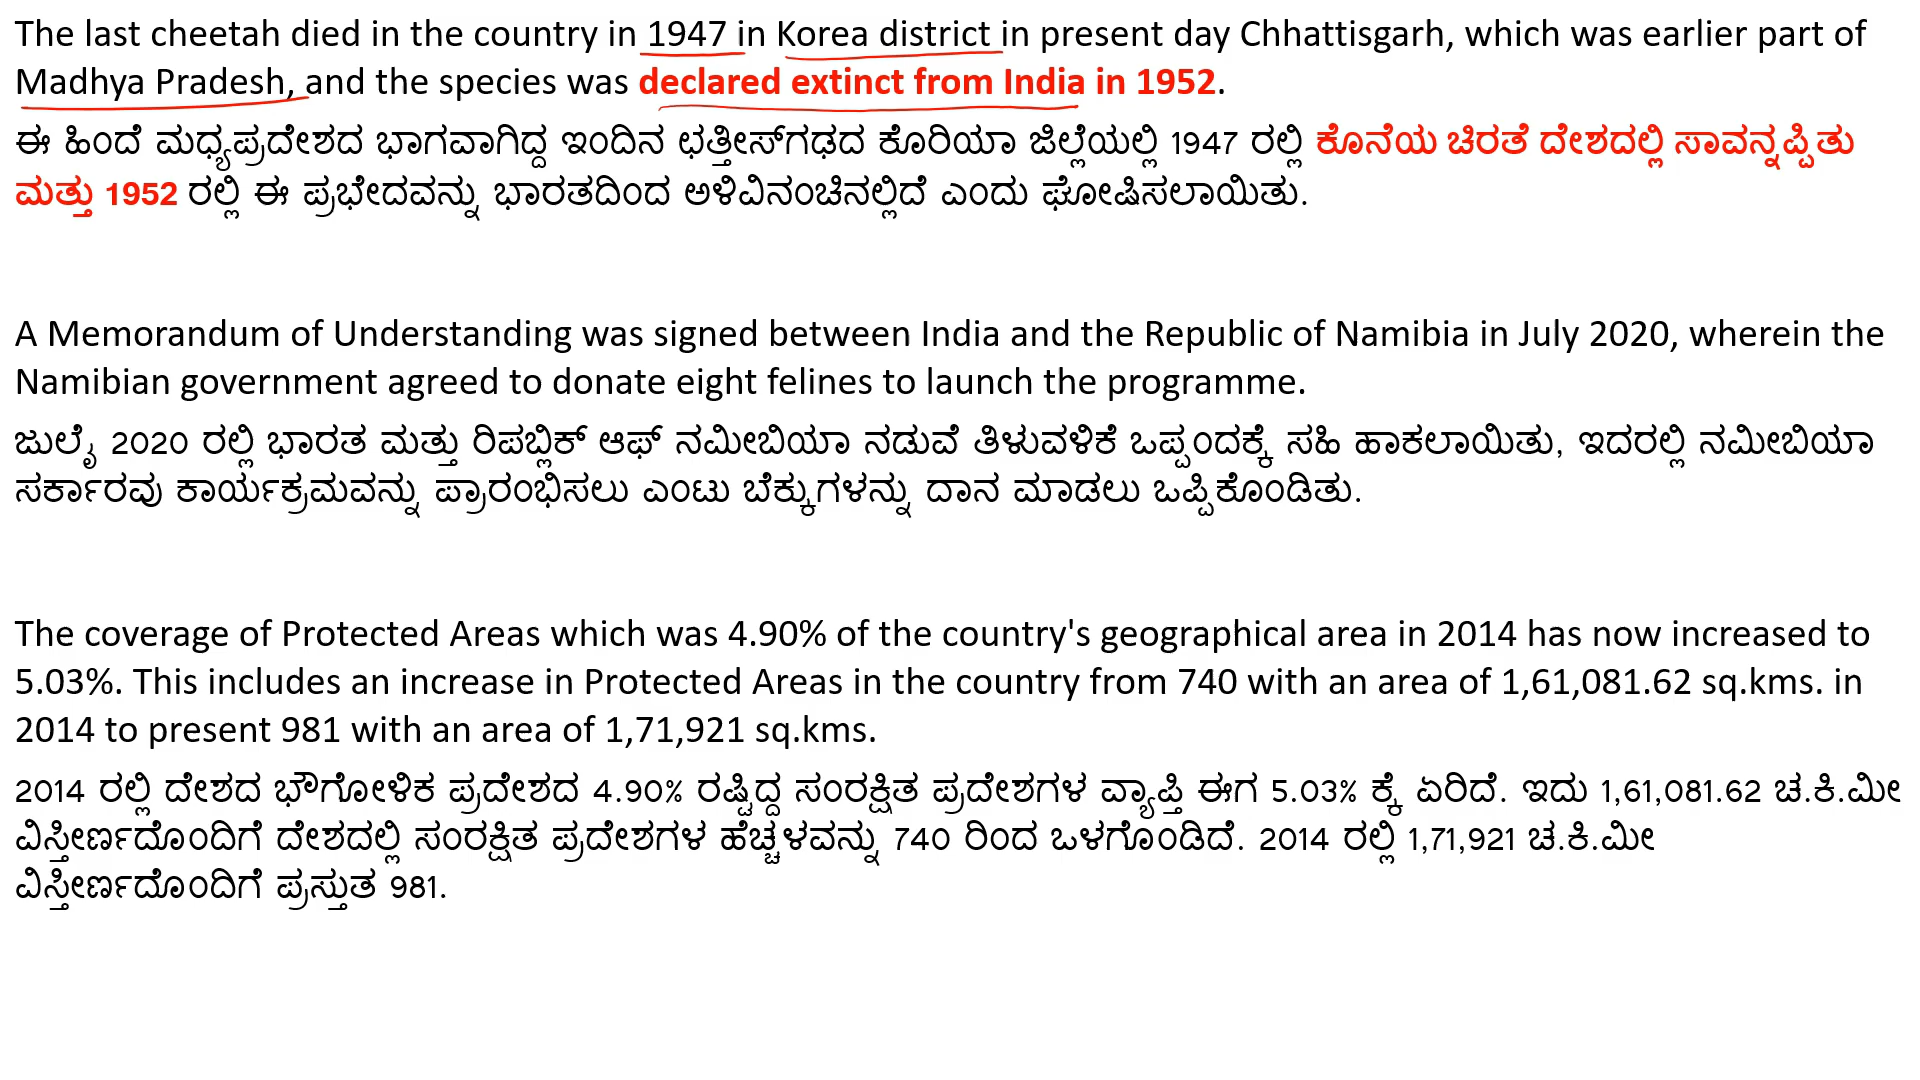 The last cheetah died in the country in 1947 in Korea district in present day Chhattisgarh, which was earlier part of
Madhya Pradesh, and the species was declared extinct from India in 1952.
ಈ ಹಿಂದೆ ಮಧ್ಯಪ್ರದೇಶದ ಭಾಗವಾಗಿದ್ದ ಇಂದಿನ ಛತ್ತೀಸ್‌ಗಢದ ಕೊರಿಯಾ ಜಿಲ್ಲೆಯಲ್ಲಿ 1947 ರಲ್ಲಿ ಕೊನೆಯ ಚಿರತೆ ದೇಶದಲ್ಲಿ ಸಾವನ್ನಪ್ಪಿತು
ಮತ್ತು 1952 ರಲ್ಲಿ ಈ ಪ್ರಭೇದವನ್ನು ಭಾರತದಿಂದ ಅಳಿವಿನಂಚಿನಲ್ಲಿದೆ ಎಂದು ಘೋಷಿಸಲಾಯಿತು.
A Memorandum of Understanding was signed between India and the Republic of Namibia in July 2020, wherein the
Namibian government agreed to donate eight felines to launch the programme.
ಜುಲೈ 2020 ರಲ್ಲಿ ಭಾರತ ಮತ್ತು ರಿಪಬ್ಲಿಕ್ ಆಫ್ ನಮೀಬಿಯಾ ನಡುವೆ ತಿಳುವಳಿಕೆ ಒಪ್ಪಂದಕ್ಕೆ ಸಹಿ ಹಾಕಲಾಯಿತು, ಇದರಲ್ಲಿ ನಮೀಬಿಯಾ
ಸರ್ಕಾರವು ಕಾರ್ಯಕ್ರಮವನ್ನು ಪ್ರಾರಂಭಿಸಲು ಎಂಟು ಬೆಕ್ಕುಗಳನ್ನು ದಾನ ಮಾಡಲು ಒಪ್ಪಿಕೊಂಡಿತು.
The coverage of Protected Areas which was 4.90% of the country's geographical area in 2014 has now increased to
5.03%. This includes an increase in Protected Areas in the country from 740 with an area of 1,61,081.62 sq.kms. in
2014 to present 981 with an area of 1,71,921 sq.kms.
2014 ರಲ್ಲಿ ದೇಶದ ಭೌಗೋಳಿಕ ಪ್ರದೇಶದ 4.90% ರಷ್ಟಿದ್ದ ಸಂರಕ್ಷಿತ ಪ್ರದೇಶಗಳ ವ್ಯಾಪ್ತಿ ಈಗ 5.03% ಕ್ಕೆ ಏರಿದೆ. ಇದು 1,61,081.62 ಚ.ಕಿ.ಮೀ
ವಿಸ್ತೀರ್ಣದೊಂದಿಗೆ ದೇಶದಲ್ಲಿ ಸಂರಕ್ಷಿತ ಪ್ರದೇಶಗಳ ಹೆಚ್ಚಳವನ್ನು 740 ರಿಂದ ಒಳಗೊಂಡಿದೆ. 2014 ರಲ್ಲಿ 1,71,921 ಚ.ಕಿ.ಮೀ
ವಿಸ್ತೀರ್ಣದೊಂದಿಗೆ ಪ್ರಸ್ತುತ 981.